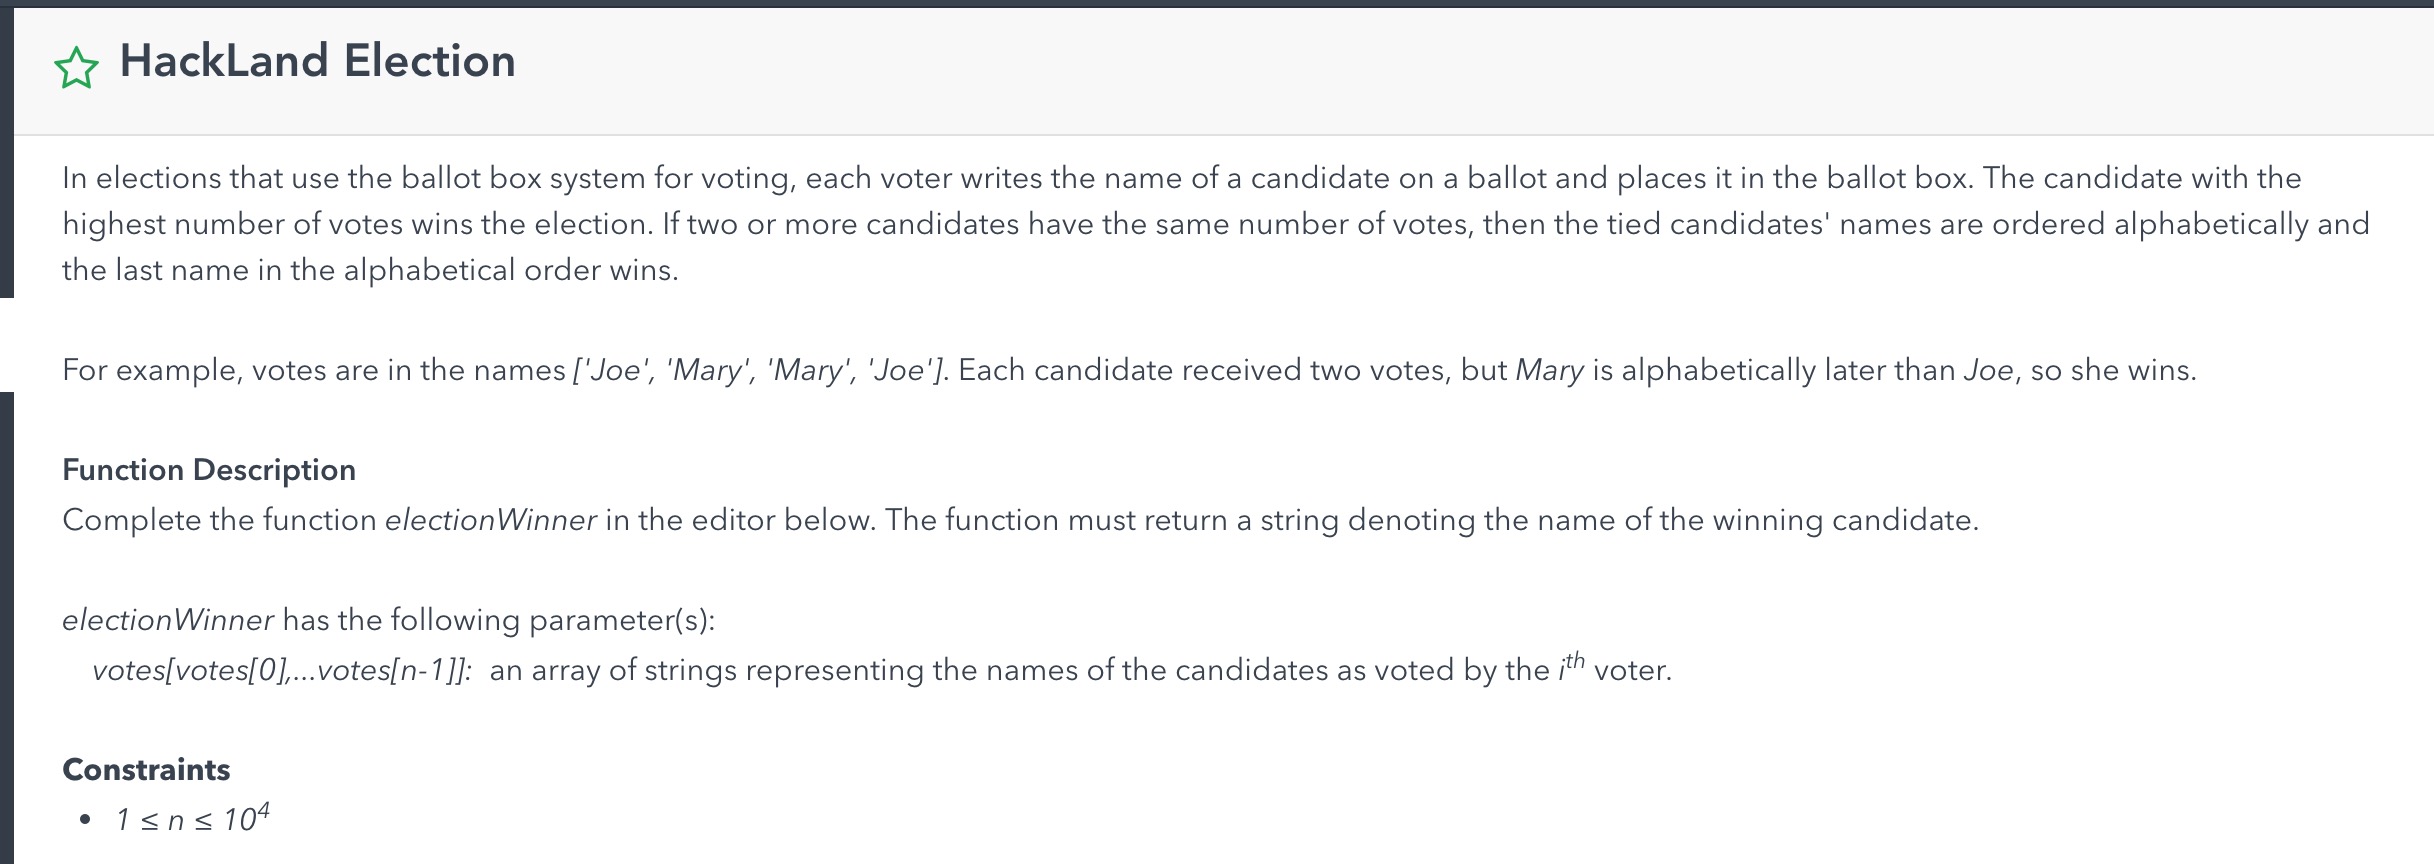 HackLand Election
In elections that use the ballot box system for voting, each voter writes the name of a candidate on a ballot and places it in the ballot box. The candidate with the
highest number of votes wins the election. If two or more candidates have the same number of votes, then the tied candidates' names are ordered alphabetically and
the last name in the alphabetical order wins.
For example, votes are in the names ['Joe', 'Mary', 'Mary', 'Joe']. Each candidate received two votes, but Mary is alphabetically later than Joe, so she wins.
Function Description
Complete the function electionWinner in the editor below. The function must return a string denoting the name of the winning candidate.
electionWinner has the following parameter(s):
votes[votes[0],...votes[n-1]]: an array of strings representing the names of the candidates as voted by the iᵗʰ voter.
Constraints
• 1 ≤ n ≤ 10⁴